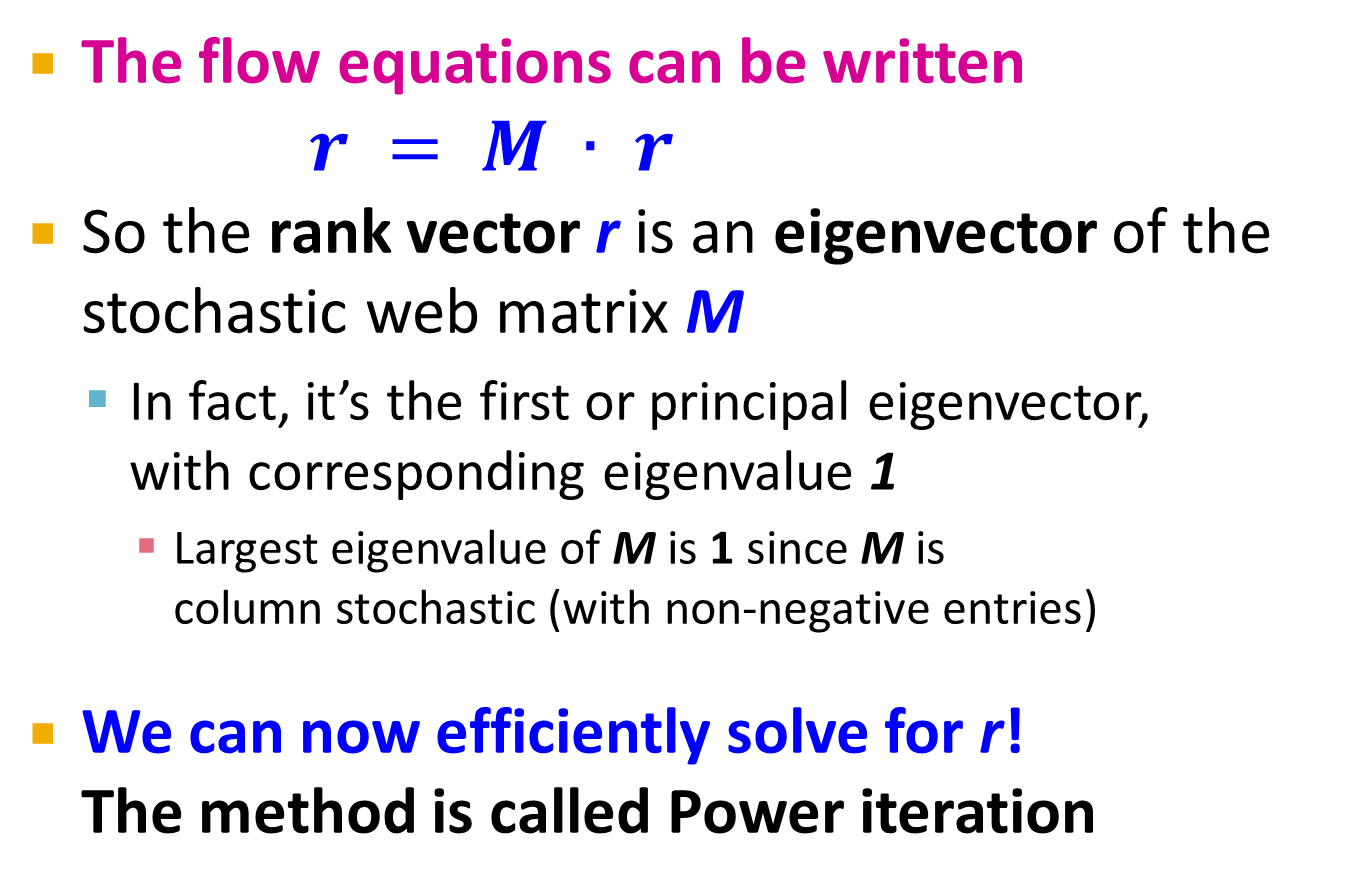 The flow equations can be written
r = M · r
So the rank vector r is an eigenvector of the
stochastic web matrix M
In fact, it’s the first or principal eigenvector,
with corresponding eigenvalue 1
Largest eigenvalue of M is 1 since M is
column stochastic (with non-negative entries)
We can now efficiently solve for r!
The method is called Power iteration